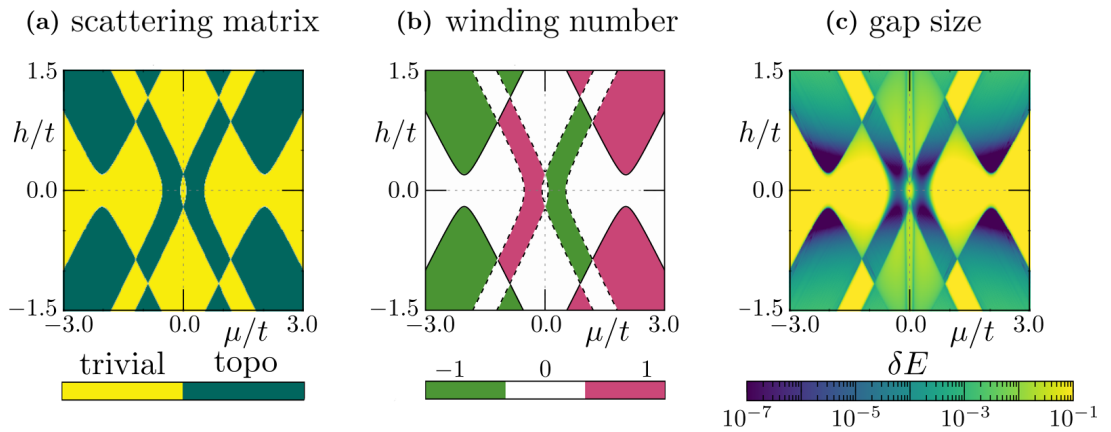 (a) scattering matrix
(b) winding number
(c) gap size
1.5
h/t
0.0
−1.5
−3.0
0.0
μ/t
3.0
trivial
topo
1.5
h/t
0.0
−1.5
−3.0
0.0
μ/t
3.0
−1
0
1
1.5
h/t
0.0
−1.5
−3.0
0.0
μ/t
3.0
δE
10⁻⁷
10⁻⁵
10⁻³
10⁻¹